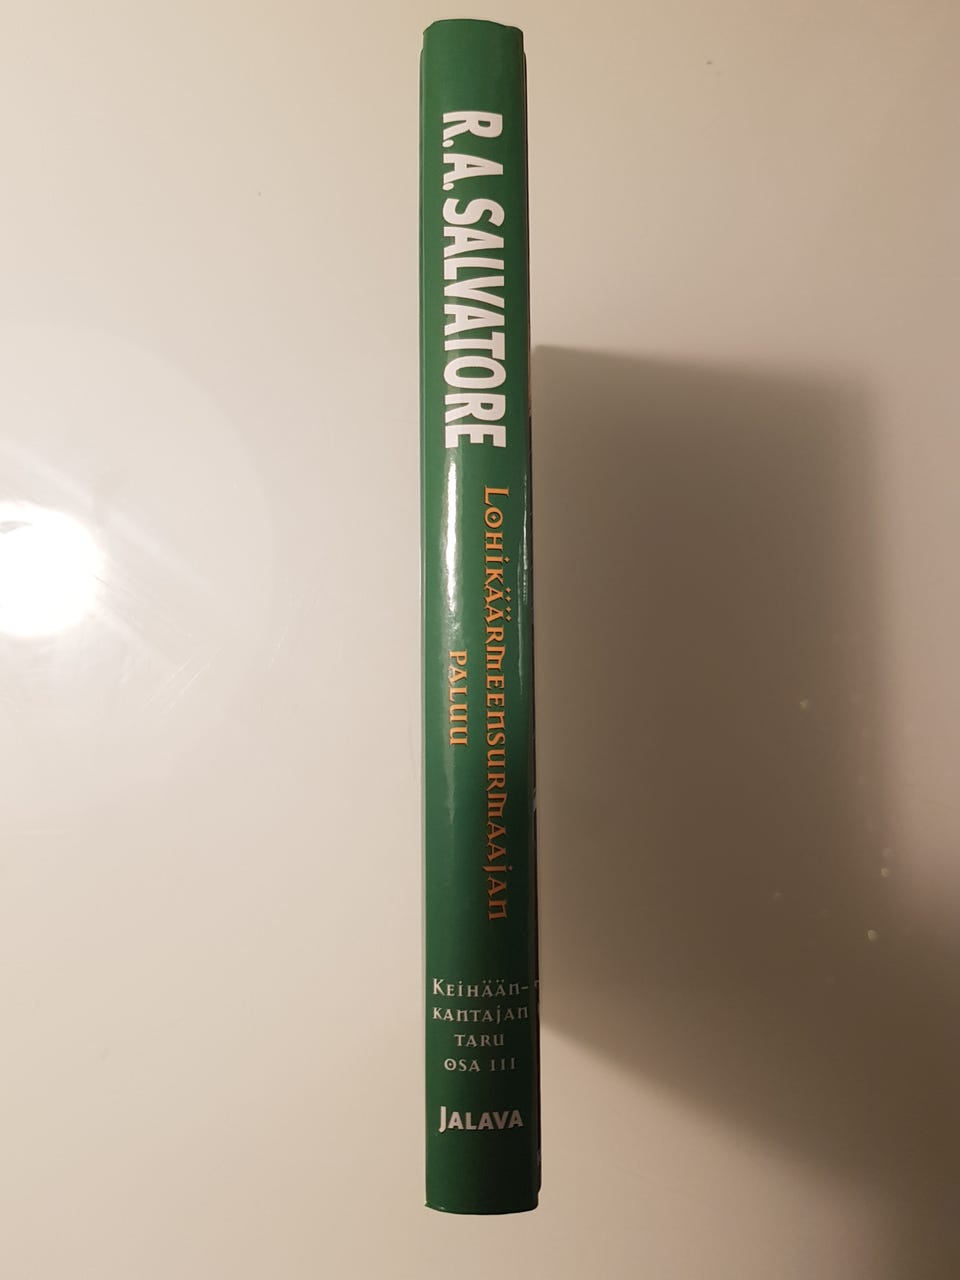 R. A. SALVATORE
LOHIKÄÄRMEENSURMAAJAN
PALUU
KEIHÄÄN-
KANTAJAN
TARU
OSA III
JALAVA